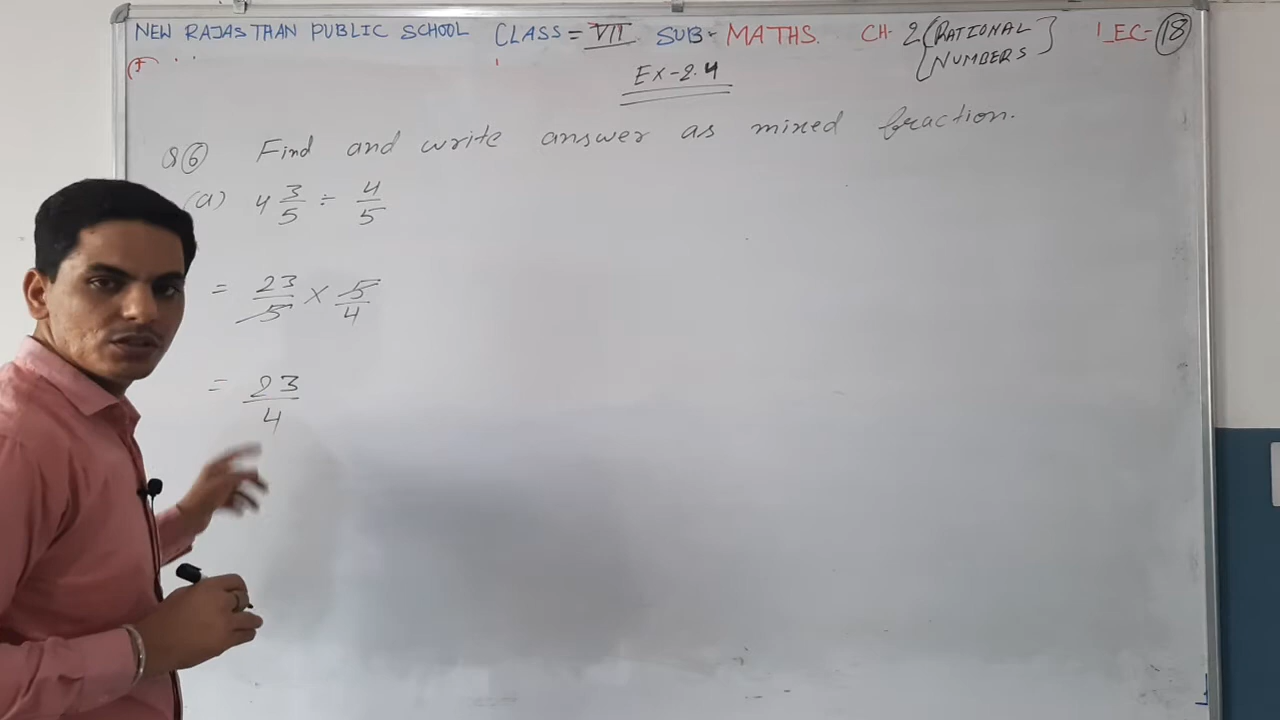 NEW RAJASTHAN PUBLIC SCHOOL CLASS = VII SUB- MATHS. CH- 2 (RATIONAL NUMBERS) LEC- 18
Ex-2.4
Q 6 Find and write answer as mixed fraction.
(a) 4 3/5 ÷ 4/5
= 23/5 × 5/4
= 23/4